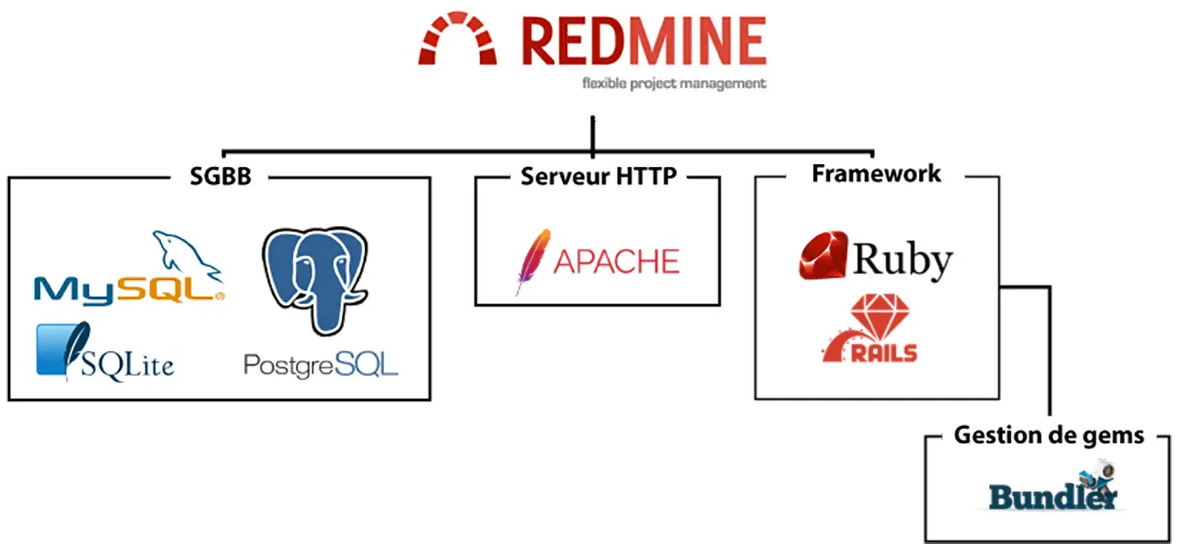 REDMINE
flexible project management
SGBB
Serveur HTTP
Framework
MySQL®
PostgreSQL
SQLite
APACHE
Ruby
RAILS
Gestion de gems
Bundler